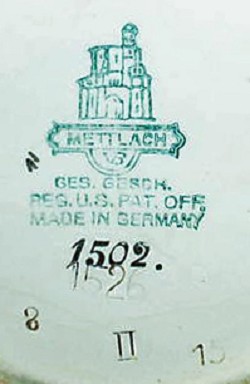 METTLACH
VB
GES. GESCH.
REG. U.S. PAT. OFF.
MADE IN GERMANY
1502.
1526
8 II 15